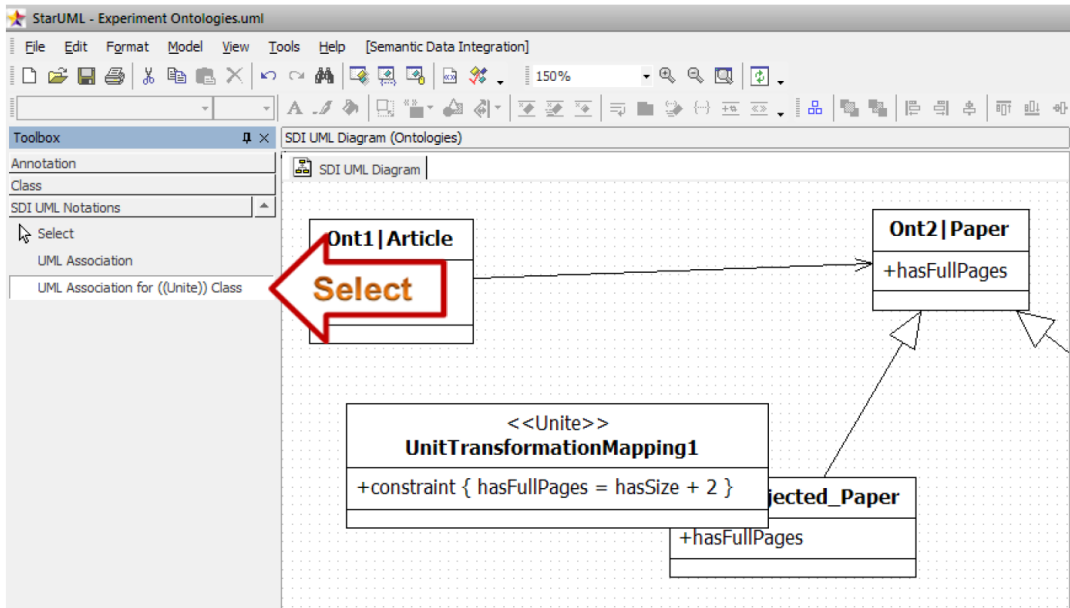 StarUML - Experiment Ontologies.uml
File Edit Format Model View Tools Help [Semantic Data Integration]
150%
Toolbox
SDI UML Diagram (Ontologies)
Annotation
SDI UML Diagram
Class
SDI UML Notations
Select
UML Association
UML Association for ((Unite)) Class
Select
Ont1|Article
Ont2|Paper
+hasFullPages
<<Unite>>
UnitTransformationMapping1
+constraint { hasFullPages = hasSize + 2 }
jected_Paper
+hasFullPages